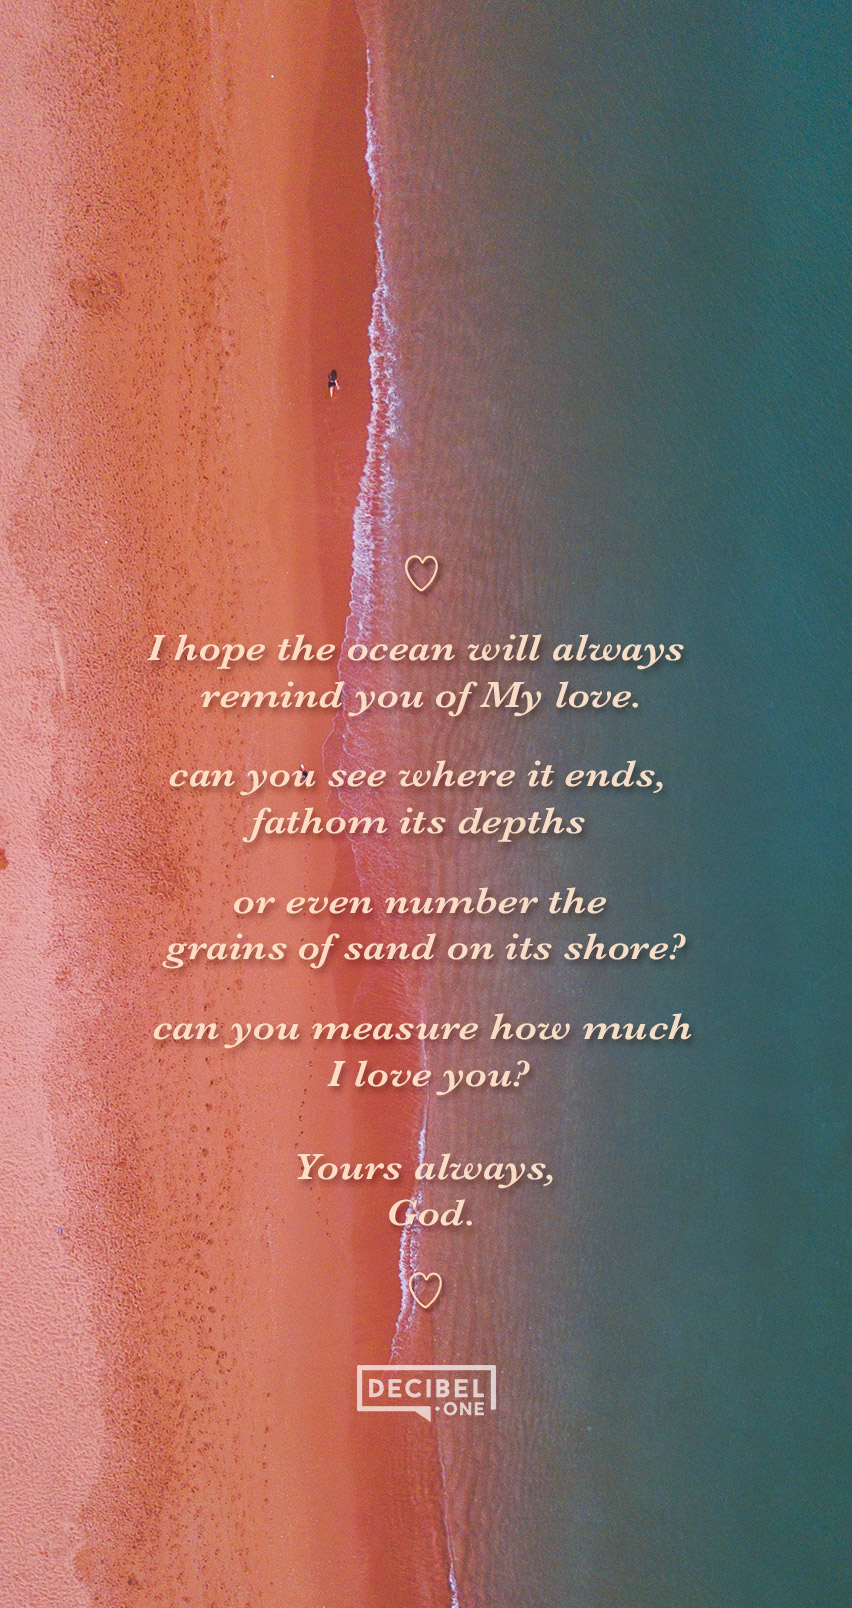 I hope the ocean will always
remind you of My love.
can you see where it ends,
fathom its depths
or even number the
grains of sand on its shore?
can you measure how much
I love you?
Yours always,
God.
DECIBEL
·ONE